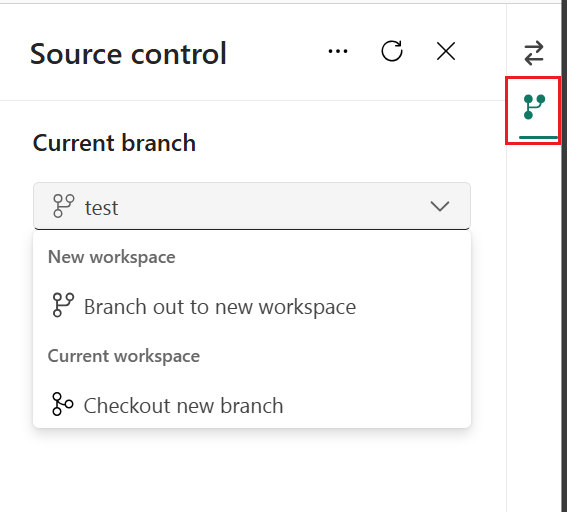 Source control
Current branch
test
New workspace
Branch out to new workspace
Current workspace
Checkout new branch